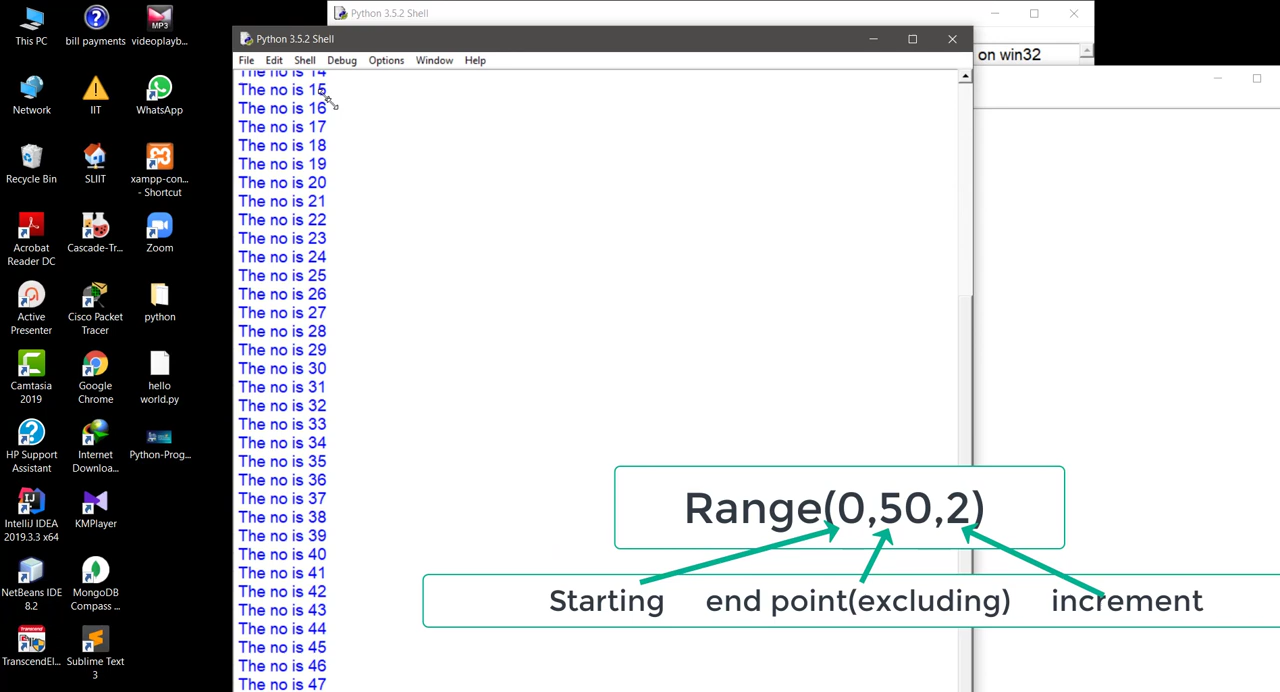 Python 3.5.2 Shell
Python 3.5.2 Shell
on win32
File Edit Shell Debug Options Window Help
The no is 14
The no is 15
The no is 16
The no is 17
The no is 18
The no is 19
The no is 20
The no is 21
The no is 22
The no is 23
The no is 24
The no is 25
The no is 26
The no is 27
The no is 28
The no is 29
The no is 30
The no is 31
The no is 32
The no is 33
The no is 34
The no is 35
The no is 36
The no is 37
The no is 38
The no is 39
The no is 40
The no is 41
The no is 42
The no is 43
The no is 44
The no is 45
The no is 46
The no is 47
Range(0,50,2)
Starting end point(excluding) increment
This PC
bill payments
MP3
videoplayb...
Network
IIT
WhatsApp
Recycle Bin
SLIIT
xampp-con...
- Shortcut
Acrobat
Reader DC
Cascade-Tr...
Zoom
Active
Presenter
Cisco Packet
Tracer
python
Camtasia
2019
Google
Chrome
hello
world.py
HP Support
Assistant
Internet
Downloa...
Python-Prog...
IntelliJ IDEA
2019.3.3 x64
KMPlayer
NetBeans IDE
8.2
MongoDB
Compass ...
TranscendEl...
Sublime Text
3